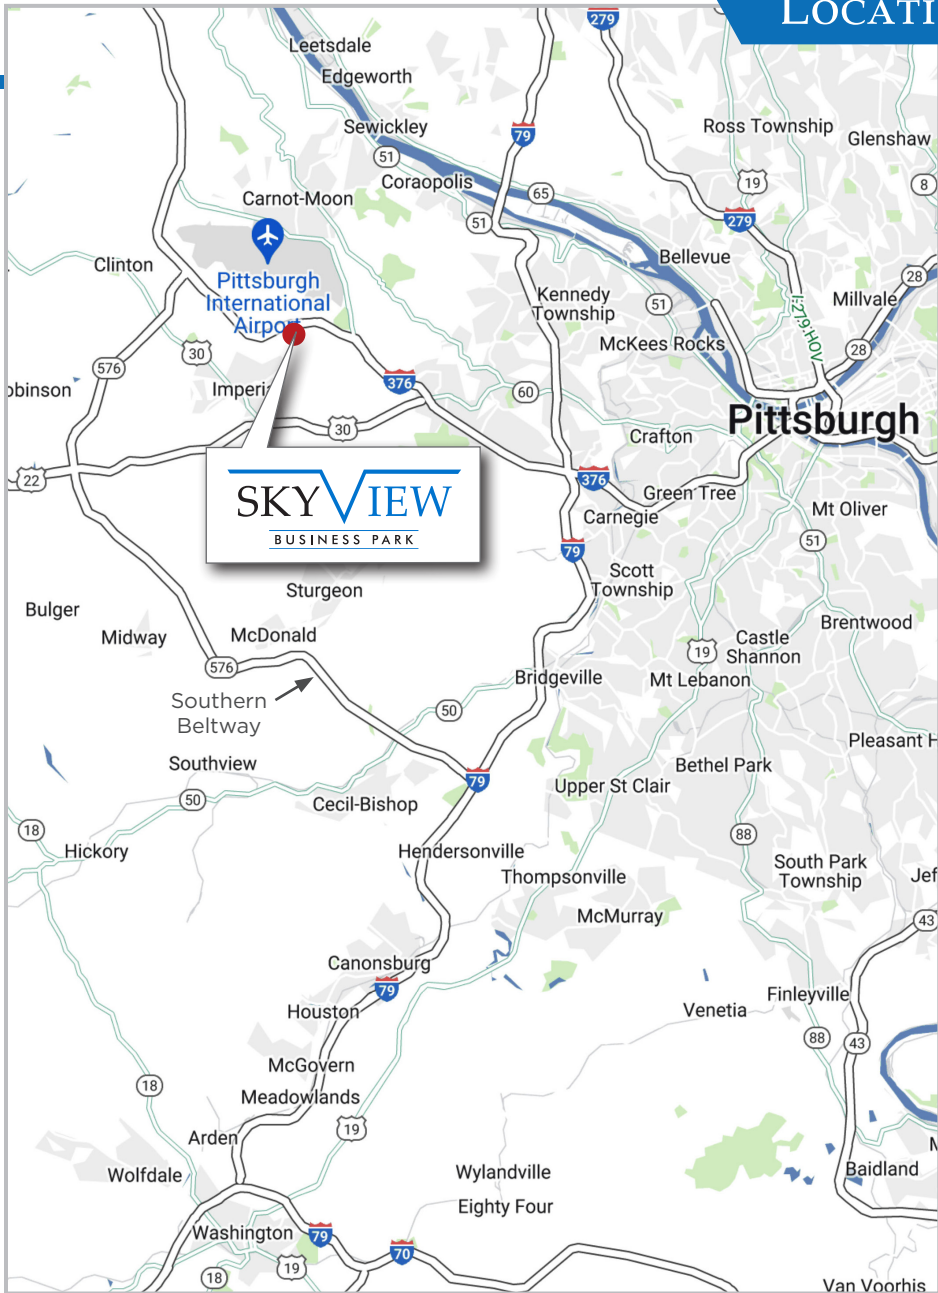 LOCATI
279
Leetsdale
Edgeworth
Sewickley
79
Ross Township
Glenshaw
51
Coraopolis
65
19
8
Carnot-Moon
51
279
Clinton
Pittsburgh
International
Airport
Bellevue
28
Kennedy
Township
51
I-279 HOV
Millvale
McKees Rocks
28
30
576
obinson
Imperia
376
60
30
Pittsburgh
Crafton
22
376
Green Tree
SKYVIEW
BUSINESS PARK
Carnegie
Mt Oliver
51
79
Scott
Township
Sturgeon
Bulger
Midway
McDonald
Brentwood
Castle
Shannon
19
576
Bridgeville
Mt Lebanon
Southern
Beltway
50
Pleasant H
Southview
Bethel Park
79
Upper St Clair
50
Cecil-Bishop
18
88
Hickory
Hendersonville
South Park
Township
Thompsonville
Jef
McMurray
43
Canonsburg
79
Finleyville
Houston
Venetia
88
43
McGovern
18
Meadowlands
19
Arden
Wolfdale
Wylandville
Baidland
Eighty Four
Washington
79
70
19
18
Van Voorhis